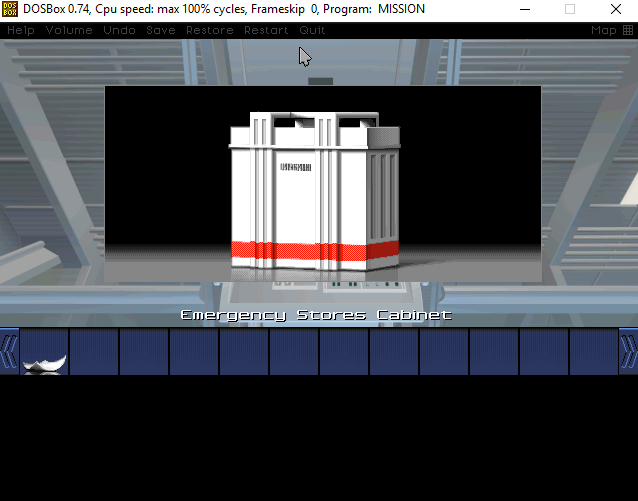 DOSBox 0.74, Cpu speed: max 100% cycles, Frameskip 0, Program: MISSION
Help Volume Undo Save Restore Restart Quit Map
Emergency Stores Cabinet